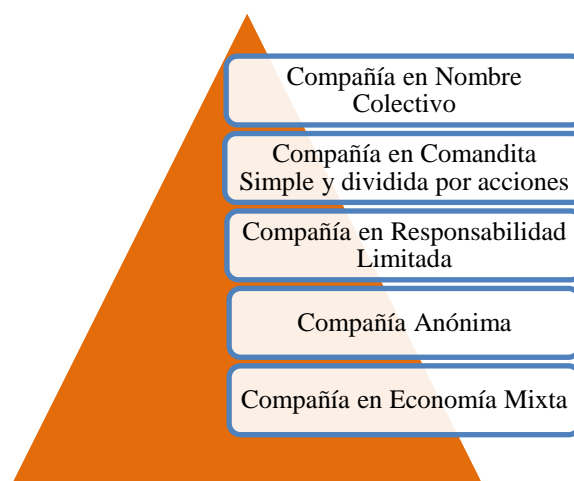 Compañía en Nombre
Colectivo
Compañía en Comandita
Simple y dividida por acciones
Compañía en Responsabilidad
Limitada
Compañía Anónima
Compañía en Economía Mixta